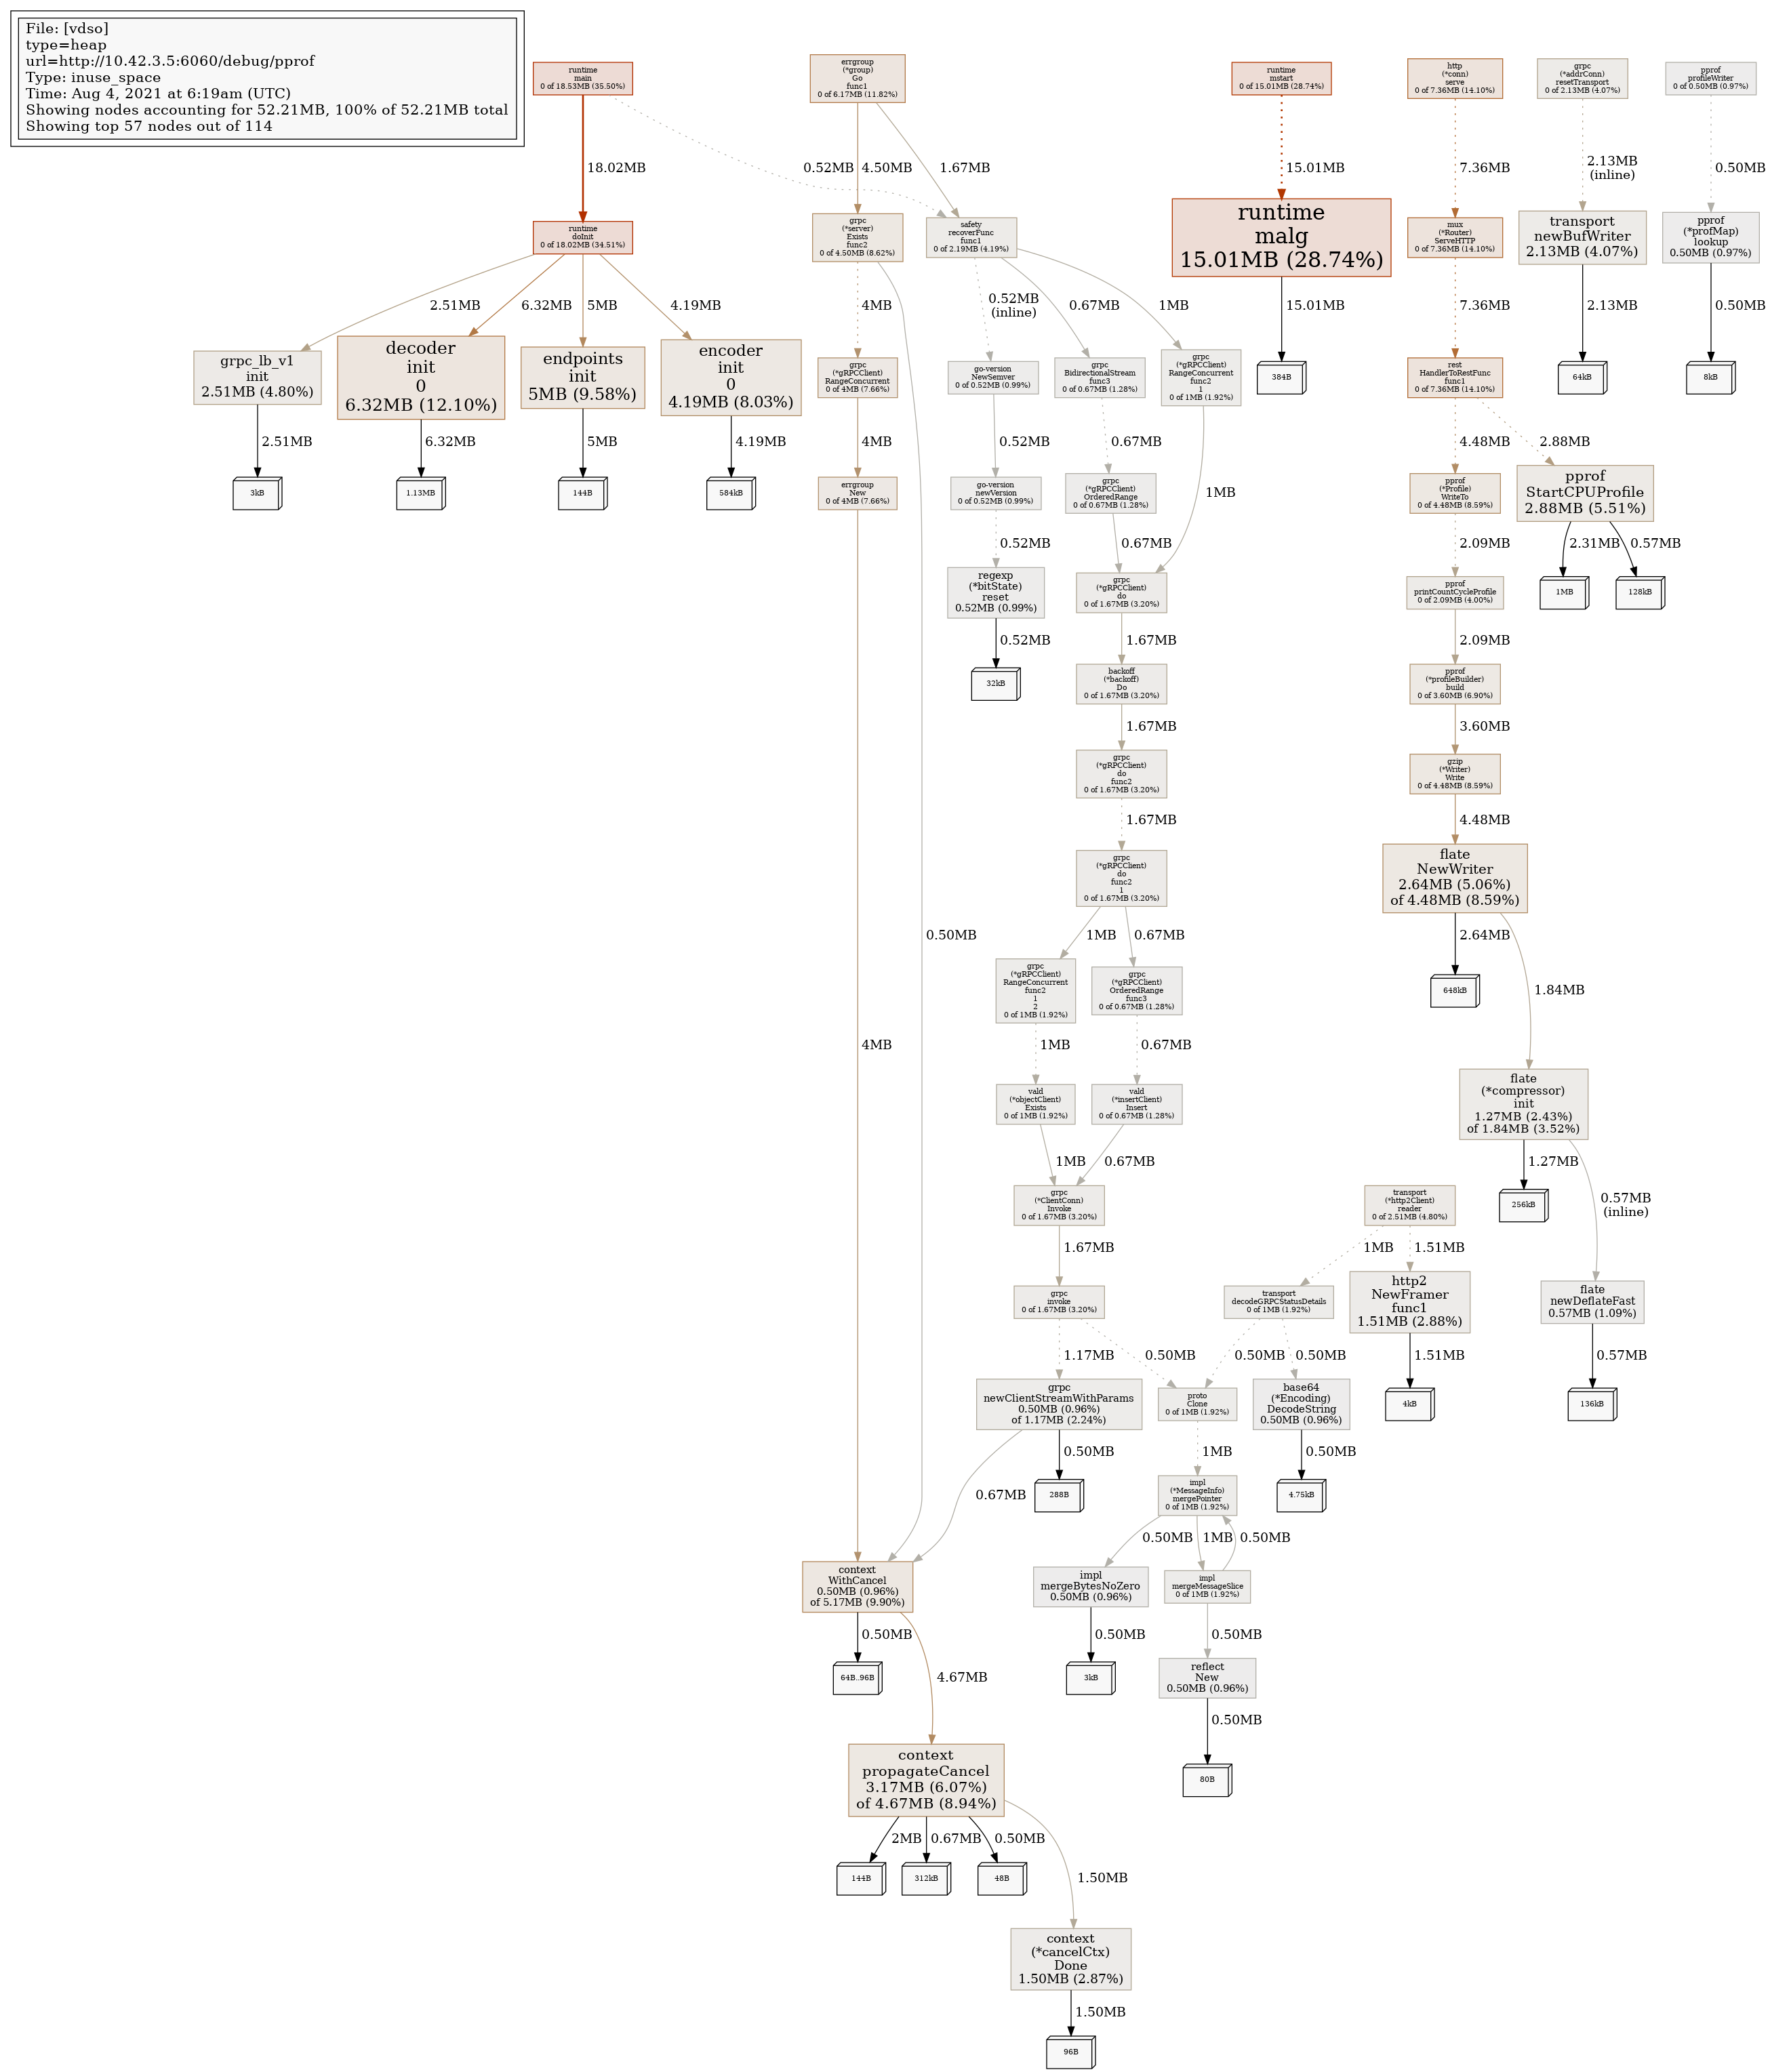 File: [vdso]
type=heap
url=http://10.42.3.5:6060/debug/pprof
Type: inuse_space
Time: Aug 4, 2021 at 6:19am (UTC)
Showing nodes accounting for 52.21MB, 100% of 52.21MB total
Showing top 57 nodes out of 114
runtime
main
0 of 18.53MB (35.50%)
errgroup
(*group)
Go
func1
0 of 6.17MB (11.82%)
runtime
mstart
0 of 15.01MB (28.74%)
http
(*conn)
serve
0 of 7.36MB (14.10%)
grpc
(*addrConn)
resetTransport
0 of 2.13MB (4.07%)
pprof
profileWriter
0 of 0.50MB (0.97%)
18.02MB
0.52MB
4.50MB
1.67MB
15.01MB
7.36MB
2.13MB
(inline)
0.50MB
runtime
doInit
0 of 18.02MB (34.51%)
grpc
(*server)
Exists
func2
0 of 4.50MB (8.62%)
safety
recoverFunc
func1
0 of 2.19MB (4.19%)
runtime
malg
15.01MB (28.74%)
mux
(*Router)
ServeHTTP
0 of 7.36MB (14.10%)
transport
newBufWriter
2.13MB (4.07%)
pprof
(*profMap)
lookup
0.50MB (0.97%)
2.51MB
6.32MB
5MB
4.19MB
4MB
0.52MB
(inline)
0.67MB
1MB
15.01MB
7.36MB
2.13MB
0.50MB
grpc_lb_v1
init
2.51MB (4.80%)
decoder
init
0
6.32MB (12.10%)
endpoints
init
5MB (9.58%)
encoder
init
0
4.19MB (8.03%)
grpc
(*gRPCClient)
RangeConcurrent
0 of 4MB (7.66%)
go-version
NewSemver
0 of 0.52MB (0.99%)
grpc
BidirectionalStream
func3
0 of 0.67MB (1.28%)
grpc
(*gRPCClient)
RangeConcurrent
func2
1
0 of 1MB (1.92%)
384B
rest
HandlerToRestFunc
func1
0 of 7.36MB (14.10%)
64kB
8kB
2.51MB
6.32MB
5MB
4.19MB
4MB
0.52MB
0.67MB
1MB
4.48MB
2.88MB
3kB
1.13MB
144B
584kB
errgroup
New
0 of 4MB (7.66%)
go-version
newVersion
0 of 0.52MB (0.99%)
grpc
(*gRPCClient)
OrderedRange
0 of 0.67MB (1.28%)
pprof
(*Profile)
WriteTo
0 of 4.48MB (8.59%)
pprof
StartCPUProfile
2.88MB (5.51%)
0.52MB
0.67MB
2.09MB
2.31MB
0.57MB
regexp
(*bitState)
reset
0.52MB (0.99%)
grpc
(*gRPCClient)
do
0 of 1.67MB (3.20%)
pprof
printCountCycleProfile
0 of 2.09MB (4.00%)
1MB
128kB
0.52MB
1.67MB
2.09MB
32kB
backoff
(*backoff)
Do
0 of 1.67MB (3.20%)
pprof
(*profileBuilder)
build
0 of 3.60MB (6.90%)
1.67MB
3.60MB
grpc
(*gRPCClient)
do
func2
0 of 1.67MB (3.20%)
gzip
(*Writer)
Write
0 of 4.48MB (8.59%)
1.67MB
4.48MB
grpc
(*gRPCClient)
do
func2
1
0 of 1.67MB (3.20%)
flate
NewWriter
2.64MB (5.06%)
of 4.48MB (8.59%)
0.50MB
1MB
0.67MB
2.64MB
1.84MB
grpc
(*gRPCClient)
RangeConcurrent
func2
1
2
0 of 1MB (1.92%)
grpc
(*gRPCClient)
OrderedRange
func3
0 of 0.67MB (1.28%)
648kB
4MB
1MB
0.67MB
vald
(*objectClient)
Exists
0 of 1MB (1.92%)
vald
(*insertClient)
Insert
0 of 0.67MB (1.28%)
flate
(*compressor)
init
1.27MB (2.43%)
of 1.84MB (3.52%)
1MB
0.67MB
1.27MB
0.57MB
(inline)
grpc
(*ClientConn)
Invoke
0 of 1.67MB (3.20%)
transport
(*http2Client)
reader
0 of 2.51MB (4.80%)
256kB
1.67MB
1MB
1.51MB
grpc
invoke
0 of 1.67MB (3.20%)
transport
decodeGRPCStatusDetails
0 of 1MB (1.92%)
http2
NewFramer
func1
1.51MB (2.88%)
flate
newDeflateFast
0.57MB (1.09%)
1.17MB
0.50MB
0.50MB
0.50MB
1.51MB
0.57MB
grpc
newClientStreamWithParams
0.50MB (0.96%)
of 1.17MB (2.24%)
proto
Clone
0 of 1MB (1.92%)
base64
(*Encoding)
DecodeString
0.50MB (0.96%)
4kB
136kB
0.67MB
0.50MB
1MB
0.50MB
288B
impl
(*MessageInfo)
mergePointer
0 of 1MB (1.92%)
4.75kB
0.50MB
1MB
0.50MB
context
WithCancel
0.50MB (0.96%)
of 5.17MB (9.90%)
impl
mergeBytesNoZero
0.50MB (0.96%)
impl
mergeMessageSlice
0 of 1MB (1.92%)
0.50MB
4.67MB
0.50MB
0.50MB
64B..96B
3kB
reflect
New
0.50MB (0.96%)
0.50MB
context
propagateCancel
3.17MB (6.07%)
of 4.67MB (8.94%)
80B
2MB
0.67MB
0.50MB
1.50MB
144B
312kB
48B
context
(*cancelCtx)
Done
1.50MB (2.87%)
1.50MB
96B